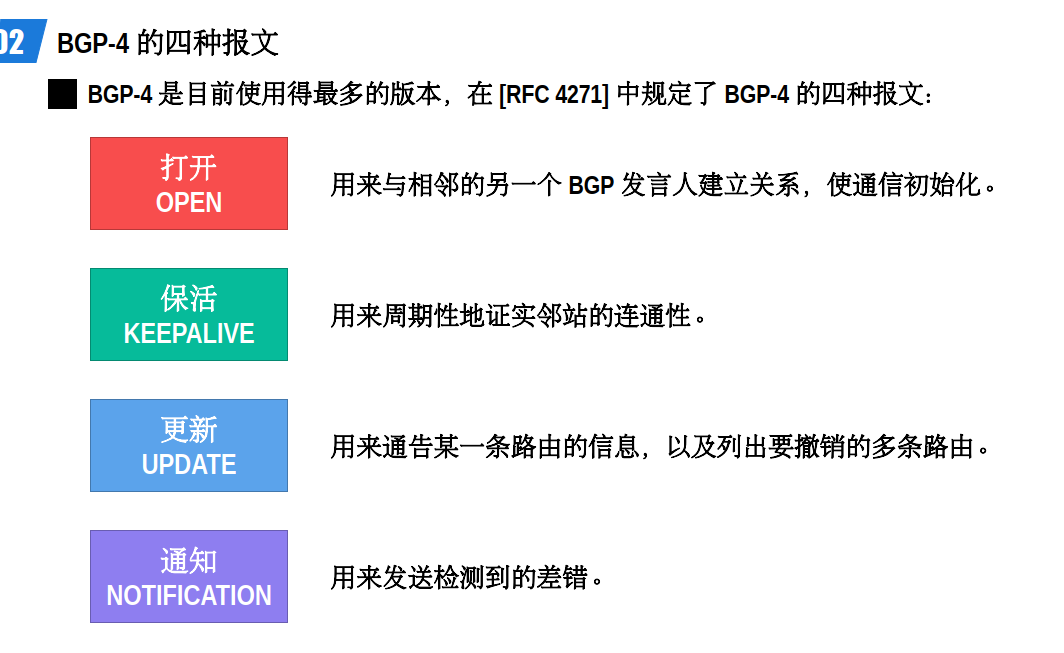 02
BGP-4 的四种报文
BGP-4 是目前使用得最多的版本，在 [RFC 4271] 中规定了 BGP-4 的四种报文：
打开
OPEN
用来与相邻的另一个 BGP 发言人建立关系，使通信初始化。
保活
KEEPALIVE
用来周期性地证实邻站的连通性。
更新
UPDATE
用来通告某一条路由的信息，以及列出要撤销的多条路由。
通知
NOTIFICATION
用来发送检测到的差错。